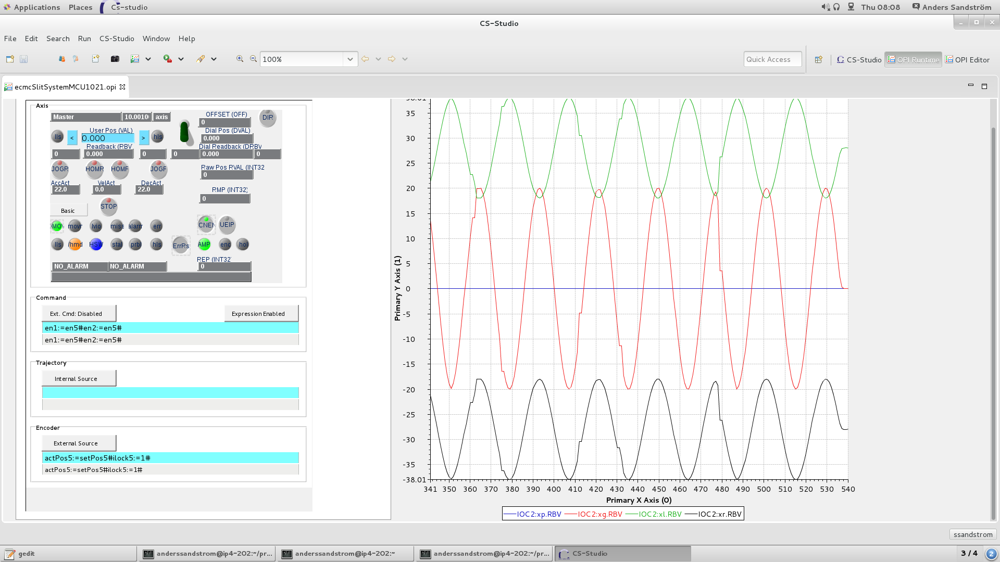 Applications Places Cs-studio Thu 08:08 Anders Sandström
CS-Studio
File Edit Search Run CS-Studio Window Help
100% Quick Access CS-Studio OPI Runtime OPI Editor
ecmcSlitSystemMCU1021.opi
Axis
Master 10.0010 axis OFFSET (OFF) DIR
0
User Pos (VAL) Dial Pos (DVAL)
lls < 0.000 > hls 0.000
Readback (RBV Dial Readback (DRBV
0 0.000 0 0 0.000 0
JOGR HOMR HOMF JOGF Raw Pos RVAL (INT32
0
AccAct VelAct DecAct
22.0 0.0 22.0 RMP (INT32)
0
STOP
Basic
MOV movn lvio miss alarm err CNEN UEIP
lls /hmd HSW stal prbl hls ErrRs AMP enc hol
REP (INT32)
NO_ALARM NO_ALARM 0
Command
Ext. Cmd: Disabled Expression Enabled
en1:=en5#en2:=en5#
en1:=en5#en2:=en5#
Trajectory
Internal Source
Encoder
External Source
actPos5:=setPos5#ilock5:=1#
actPos5:=setPos5#ilock5:=1#
Primary Y Axis (1)
35
30
25
20
15
10
5
0
-5
-10
-15
-20
-25
-30
-35
-38.01
341 350 360 370 380 390 400 410 420 430 440 450 460 470 480 490 500 510 520 530 540
Primary X Axis (0)
IOC2:xp.RBV IOC2:xg.RBV IOC2:xl.RBV IOC2:xr.RBV
ssandstrom
gedit anderssandstrom@ip4-202:~/pr... anderssandstrom@ip4-202:~ anderssandstrom@ip4-202:~/pr... CS-Studio 3 / 4 2